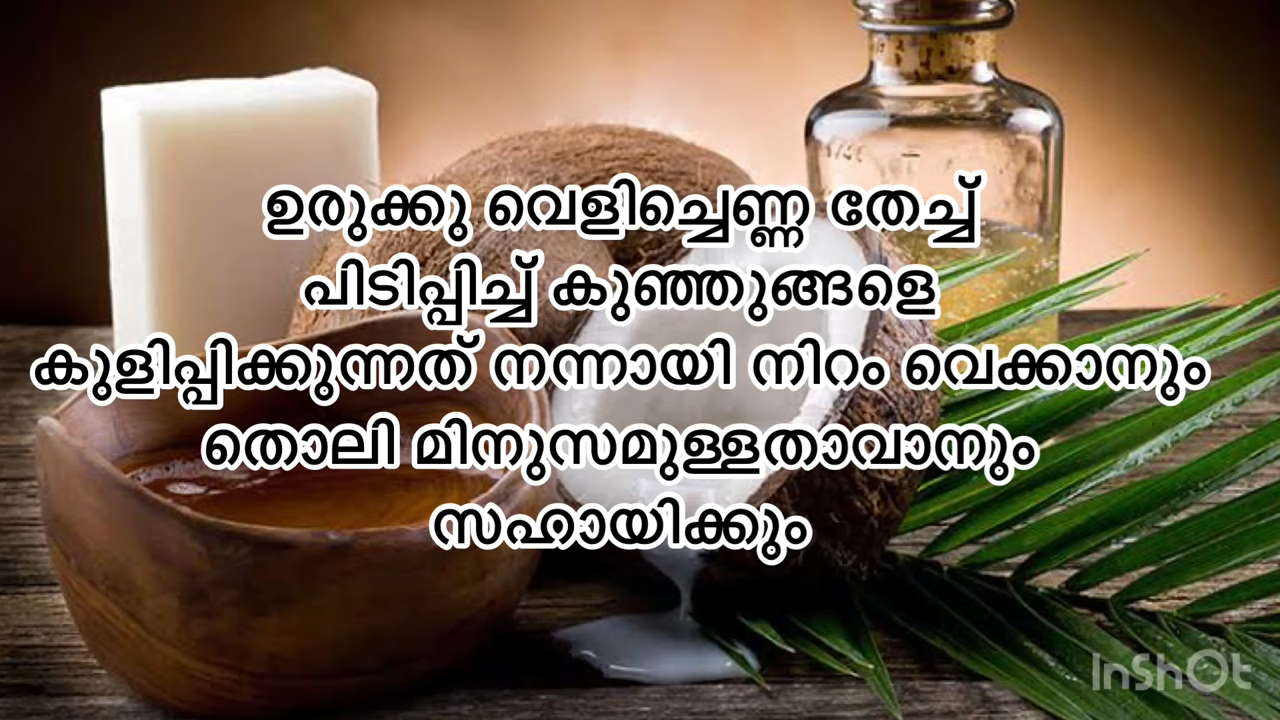 ഉരുക്കു വെളിച്ചെണ്ണ തേച്ച്
പിടിപ്പിച്ച് കുഞ്ഞുങ്ങളെ
കുളിപ്പിക്കുന്നത് നന്നായി നിറം വെക്കാനും
തൊലി മിനുസമുള്ളതാവാനും
സഹായിക്കും
InShOt